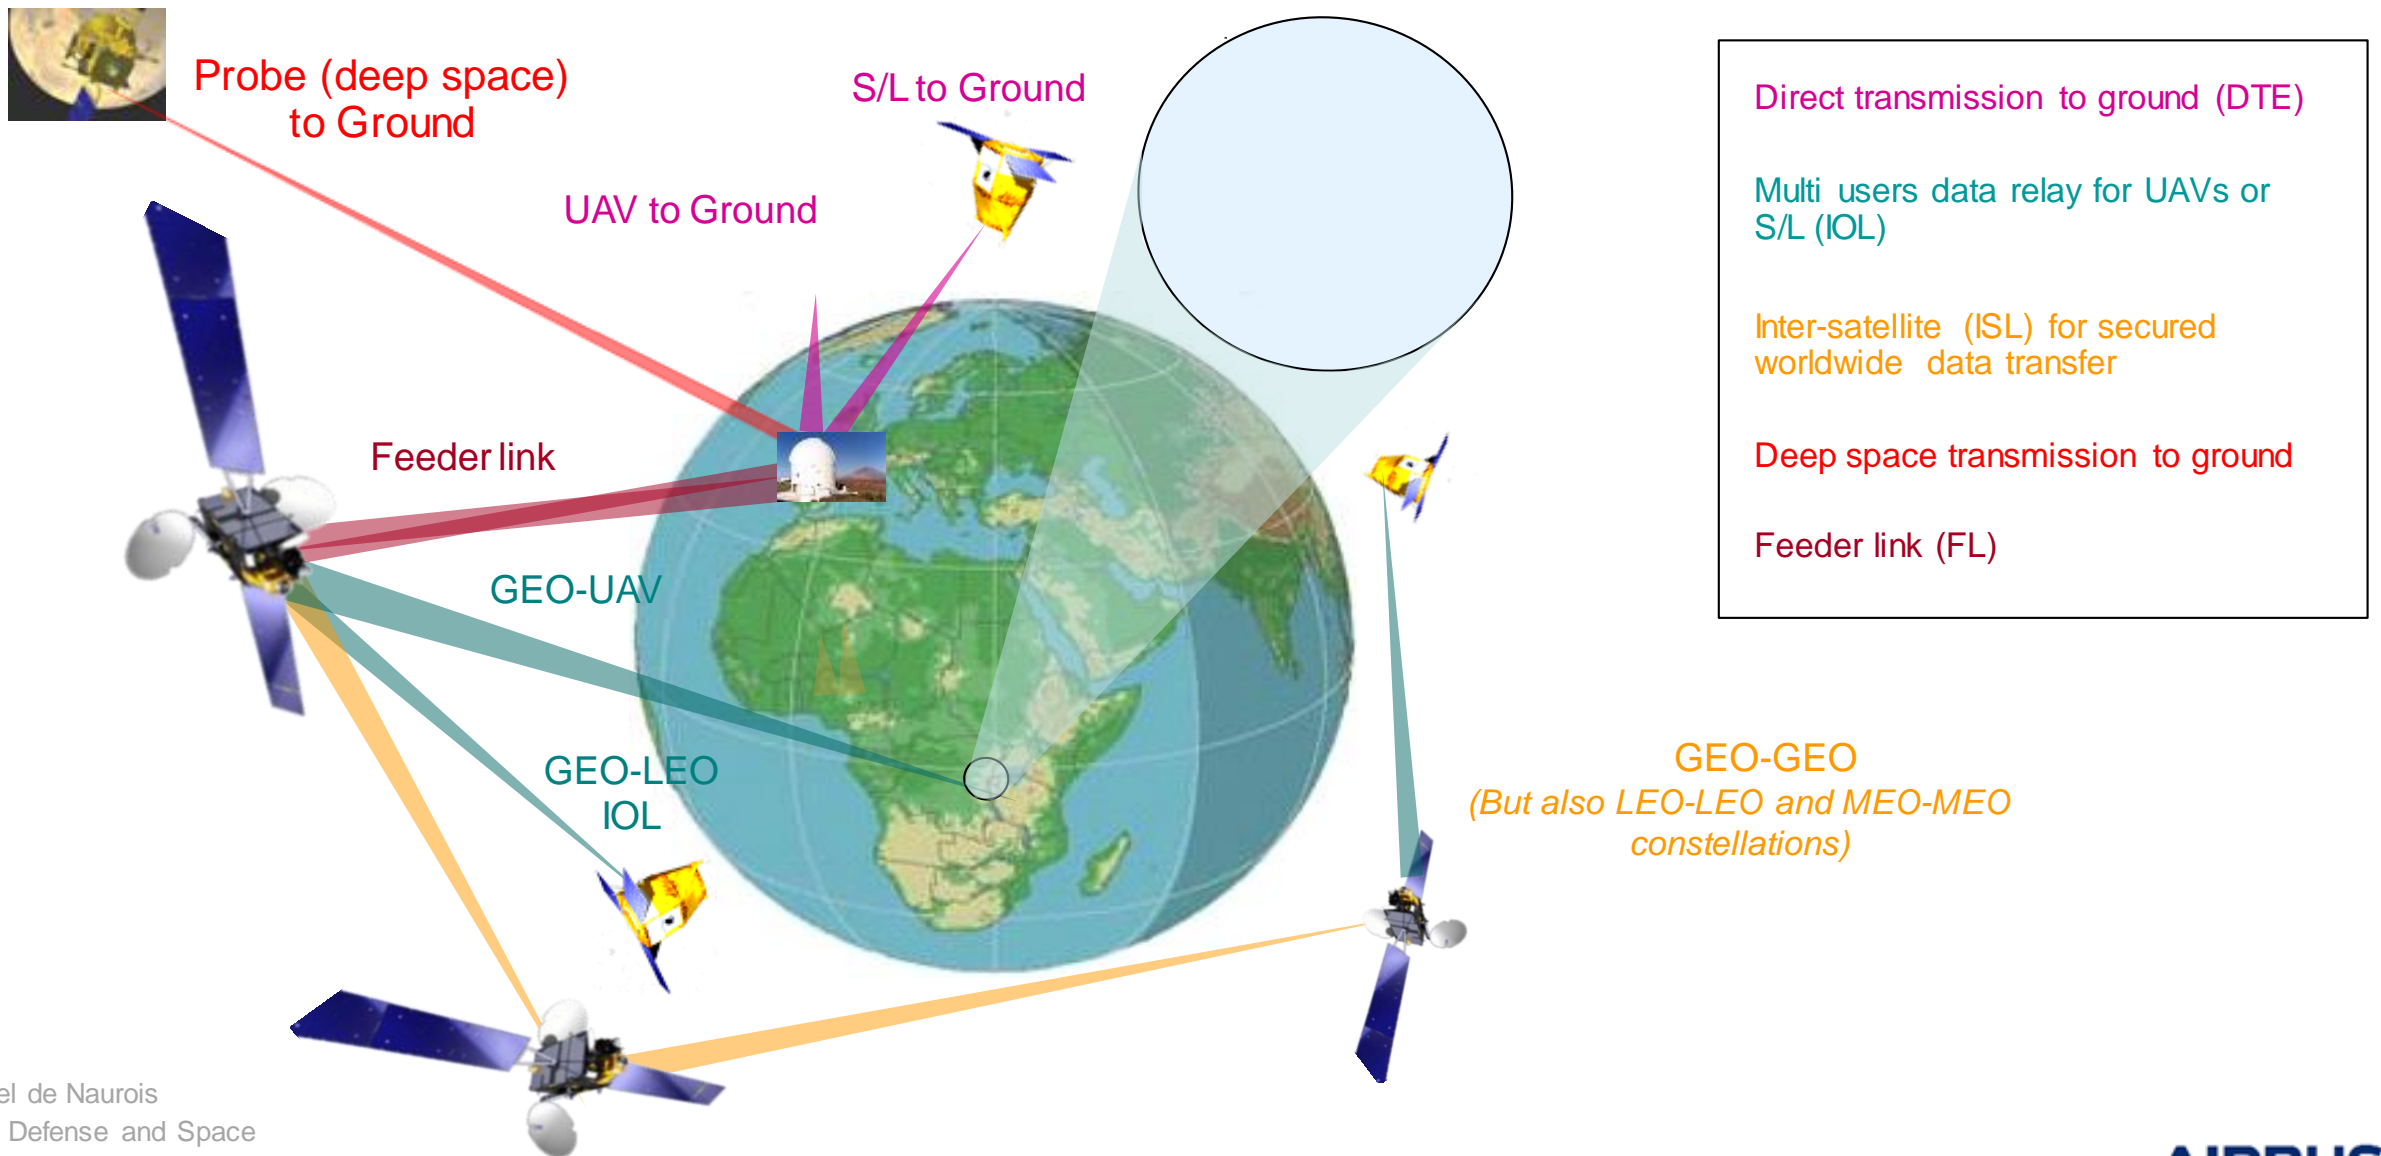 Probe (deep space)
to Ground
S/L to Ground
UAV to Ground
Feeder link
GEO-UAV
GEO-LEO
IOL
Direct transmission to ground (DTE)
Multi users data relay for UAVs or
S/L (IOL)
Inter-satellite (ISL) for secured
worldwide data transfer
Deep space transmission to ground
Feeder link (FL)
GEO-GEO
(But also LEO-LEO and MEO-MEO
constellations)
de Naurois
Defense and Space
AIRBUS